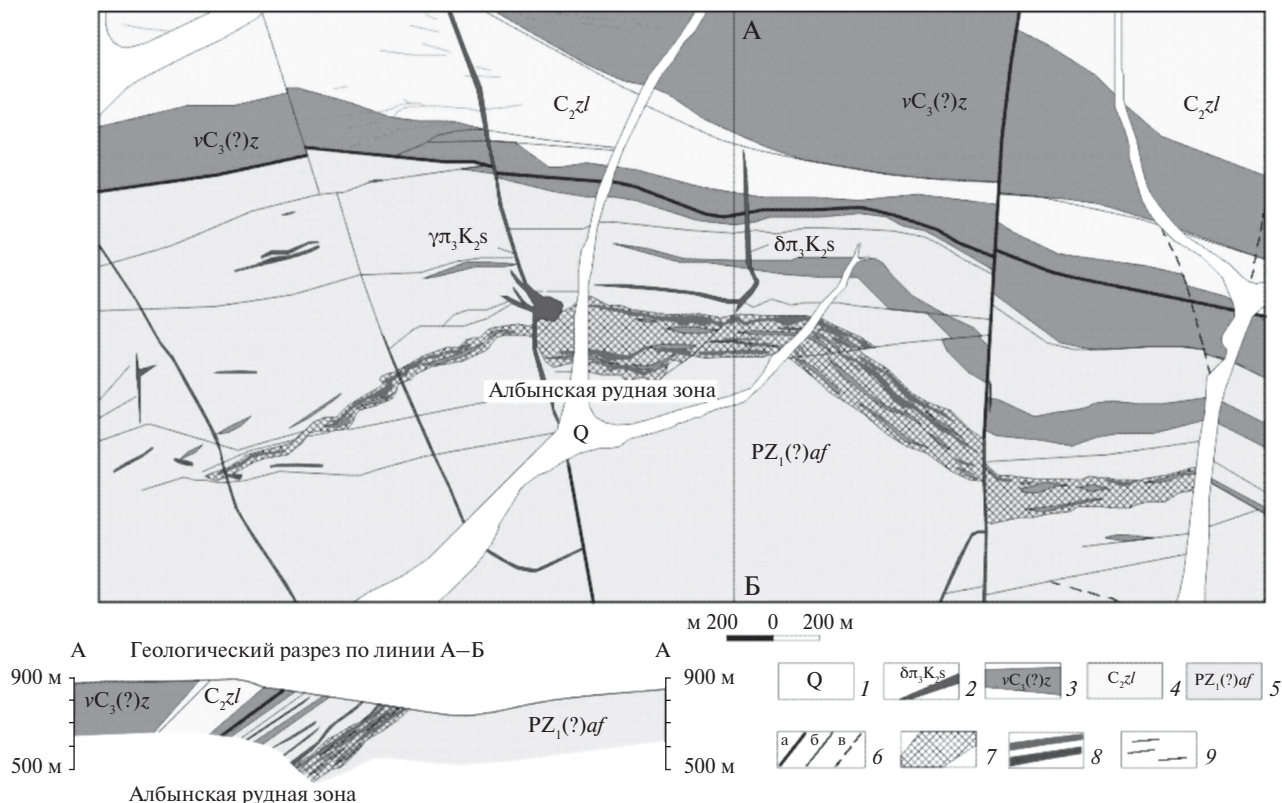 А
C₂zl
νC₃(?)z
C₂zl
νC₃(?)z
γπ₃K₂s
δπ₃K₂s
Албынская рудная зона
Q
PZ₁(?)af
Б
м 200 0 200 м
А Геологический разрез по линии А–Б А
900 м 900 м
νC₃(?)z C₂zl PZ₁(?)af
500 м 500 м
Албынская рудная зона
Q 1 δπ₃K₂s 2 νC₃(?)z 3 C₂zl 4 PZ₁(?)af 5
а б в 6 7 8 9